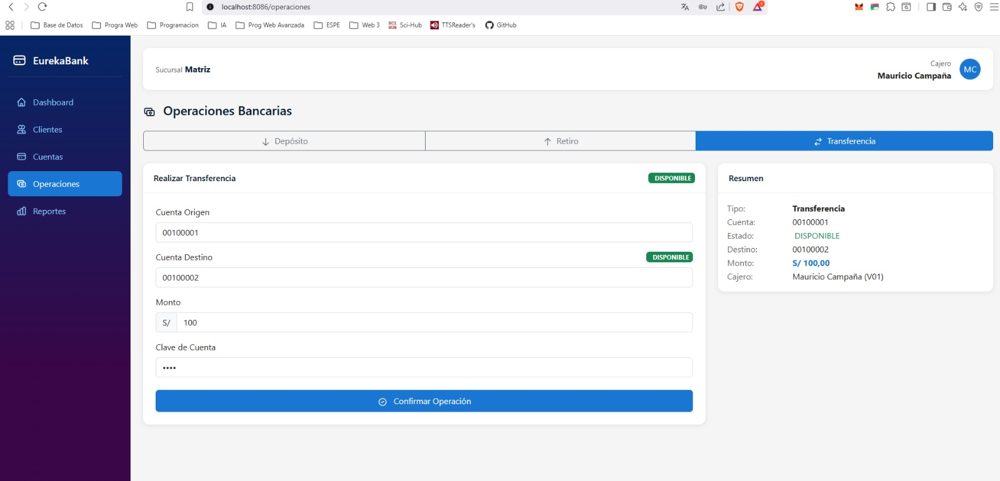 localhost:8086/operaciones
1
Base de Datos
Progra Web
Programacion
IA
Prog Web Avanzada
ESPE
Web 3
SCI HUB
Sci-Hub
TTSReader's
GitHub
EurekaBank
Dashboard
Clientes
Cuentas
Operaciones
Reportes
Sucursal Matriz
Cajero
Mauricio Campaña
MC
Operaciones Bancarias
Depósito
Retiro
Transferencia
Realizar Transferencia
DISPONIBLE
Cuenta Origen
00100001
Cuenta Destino
DISPONIBLE
00100002
Monto
S/ 100
Clave de Cuenta
••••
Confirmar Operación
Resumen
Tipo: Transferencia
Cuenta: 00100001
Estado: DISPONIBLE
Destino: 00100002
Monto: S/ 100,00
Cajero: Mauricio Campaña (V01)